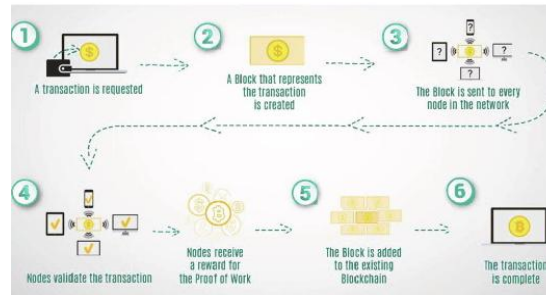 1
A transaction is requested
2
A Block that represents
the transaction
is created
3
The Block is sent to every
node in the network
4
Nodes validate the transaction
Nodes receive
a reward for
the Proof of Work
5
The Block is added
to the existing
Blockchain
6
The transaction
is complete